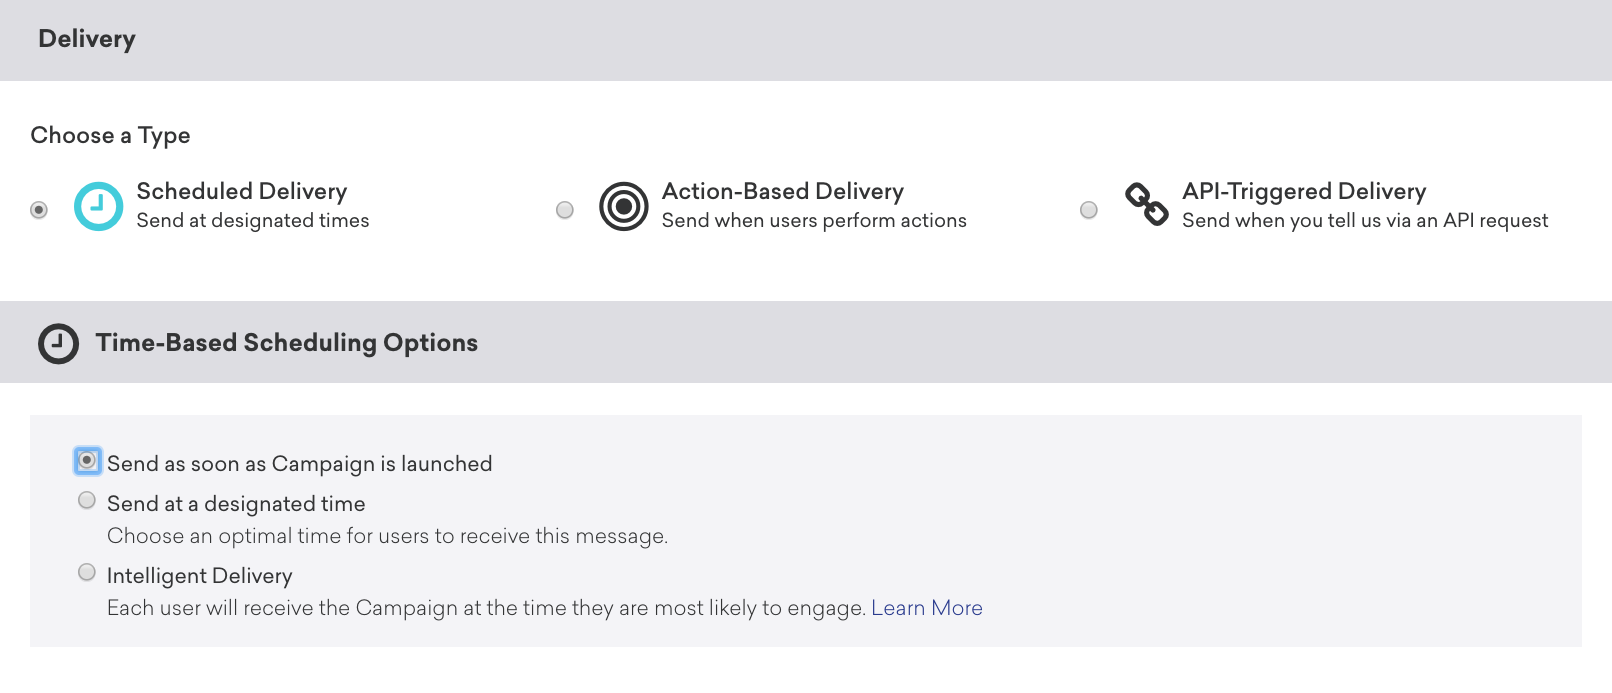 Delivery
Choose a Type
Scheduled Delivery
Send at designated times
Action-Based Delivery
Send when users perform actions
API-Triggered Delivery
Send when you tell us via an API request
Time-Based Scheduling Options
Send as soon as Campaign is launched
Send at a designated time
Choose an optimal time for users to receive this message.
Intelligent Delivery
Each user will receive the Campaign at the time they are most likely to engage. Learn More